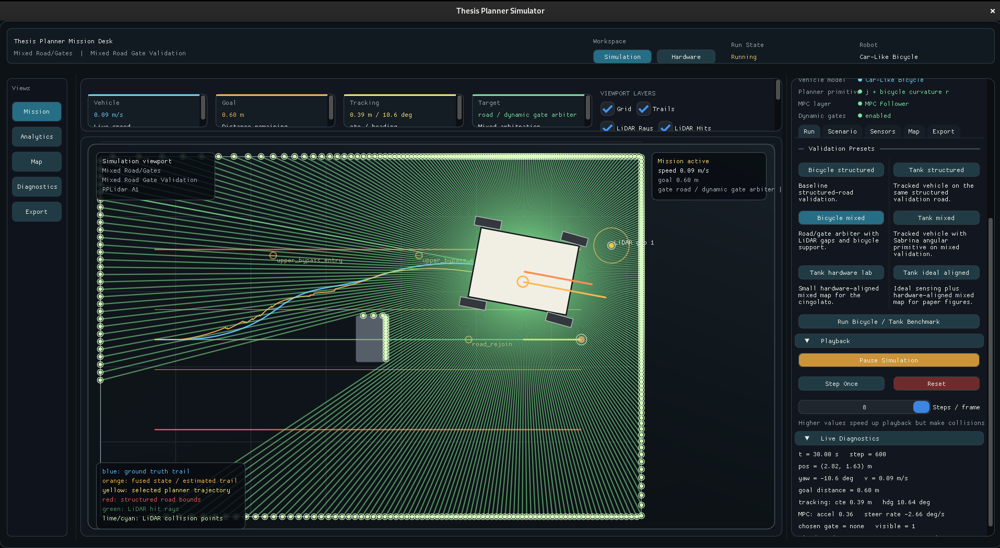 Thesis Planner Simulator
Thesis Planner Mission Desk
Mixed Road/Gates | Mixed Road Gate Validation
Workspace
Simulation
Hardware
Run State
Running
Robot
Car-Like Bicycle
Views
Mission
Analytics
Map
Diagnostics
Export
Vehicle
0.09 m/s
Live speed
Goal
0.60 m
Distance remaining
Tracking
0.39 m / 10.6 deg
cte / heading
Target
road / dynamic gate arbiter
Mixed arbitration
VIEWPORT LAYERS
Grid
Trails
LiDAR Rays
LiDAR Hits
Simulation viewport
Mixed Road/Gates
Mixed Road Gate Validation
RPLidar A1
Mission active
speed 0.09 m/s
goal 0.60 m
gate road / dynamic gate arbiter |
LiDAR gap 1
upper_bypass_entry
upper_bypass_e
road_rejoin
blue: ground truth trail
orange: fused state / estimated trail
yellow: selected planner trajectory
red: structured road bounds
green: LiDAR hit rays
lime/cyan: LiDAR collision points
Vehicle model Car-Like Bicycle
Planner primitive j + bicycle curvature r
MPC layer MPC Follower
Dynamic gates enabled
Run
Scenario
Sensors
Map
Export
Validation Presets
Bicycle structured
Baseline
structured-road
validation.
Tank structured
Tracked vehicle on the
same structured
validation road.
Bicycle mixed
Road/gate arbiter with
LiDAR gaps and bicycle
support.
Tank mixed
Tracked vehicle with
Sabrina angular
primitive on mixed
validation.
Tank hardware lab
Small hardware-aligned
mixed map for the
cingolato.
Tank ideal aligned
Ideal sensing plus
hardware-aligned mixed
map for paper figures.
Run Bicycle / Tank Benchmark
Playback
Pause Simulation
Step Once
Reset
8
Steps / frame
Higher values speed up playback but make collisions
Live Diagnostics
t = 30.00 s step = 600
pos = (2.82, 1.63) m
yaw = -10.6 deg v = 0.09 m/s
goal distance = 0.60 m
tracking: cte 0.39 m hdg 10.64 deg
MPC: accel 0.36 steer rate -2.66 deg/s
chosen gate = none visible = 1